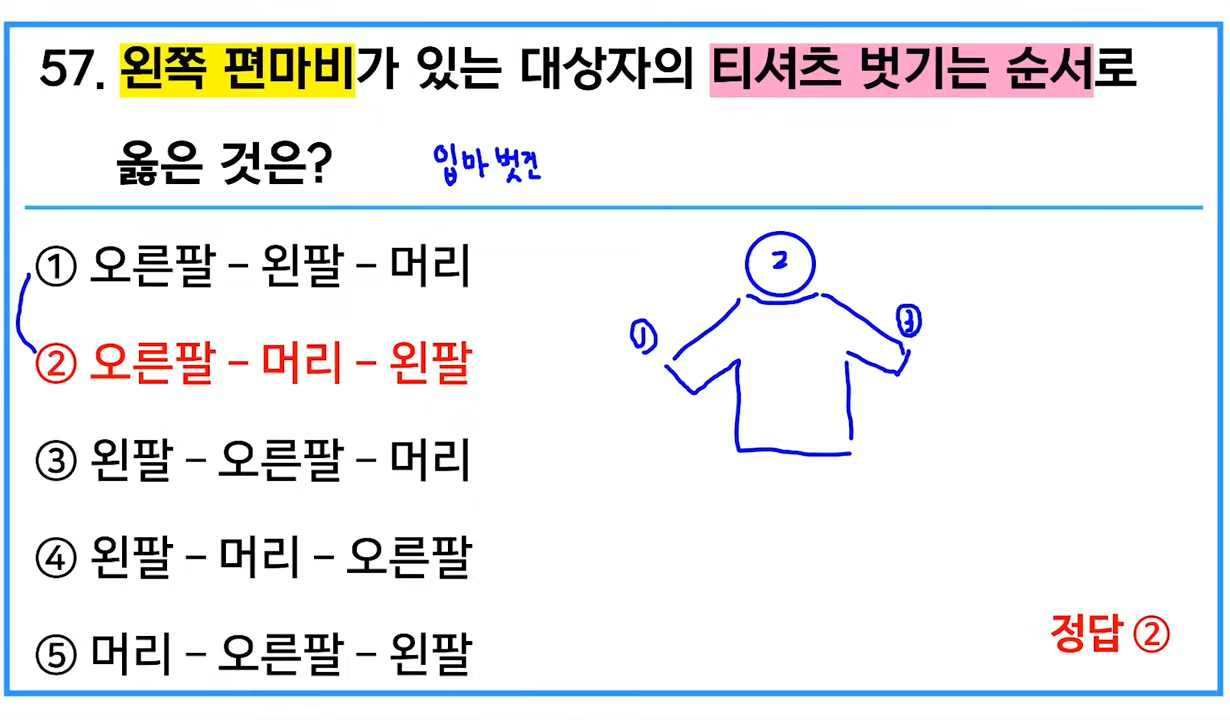 57. 왼쪽 편마비가 있는 대상자의 티셔츠 벗기는 순서로
옳은 것은?
입마벗건
① 오른팔 – 왼팔 – 머리
② 오른팔 – 머리 – 왼팔
③ 왼팔 – 오른팔 – 머리
④ 왼팔 – 머리 – 오른팔
⑤ 머리 – 오른팔 – 왼팔
2
①
③
정답 ②